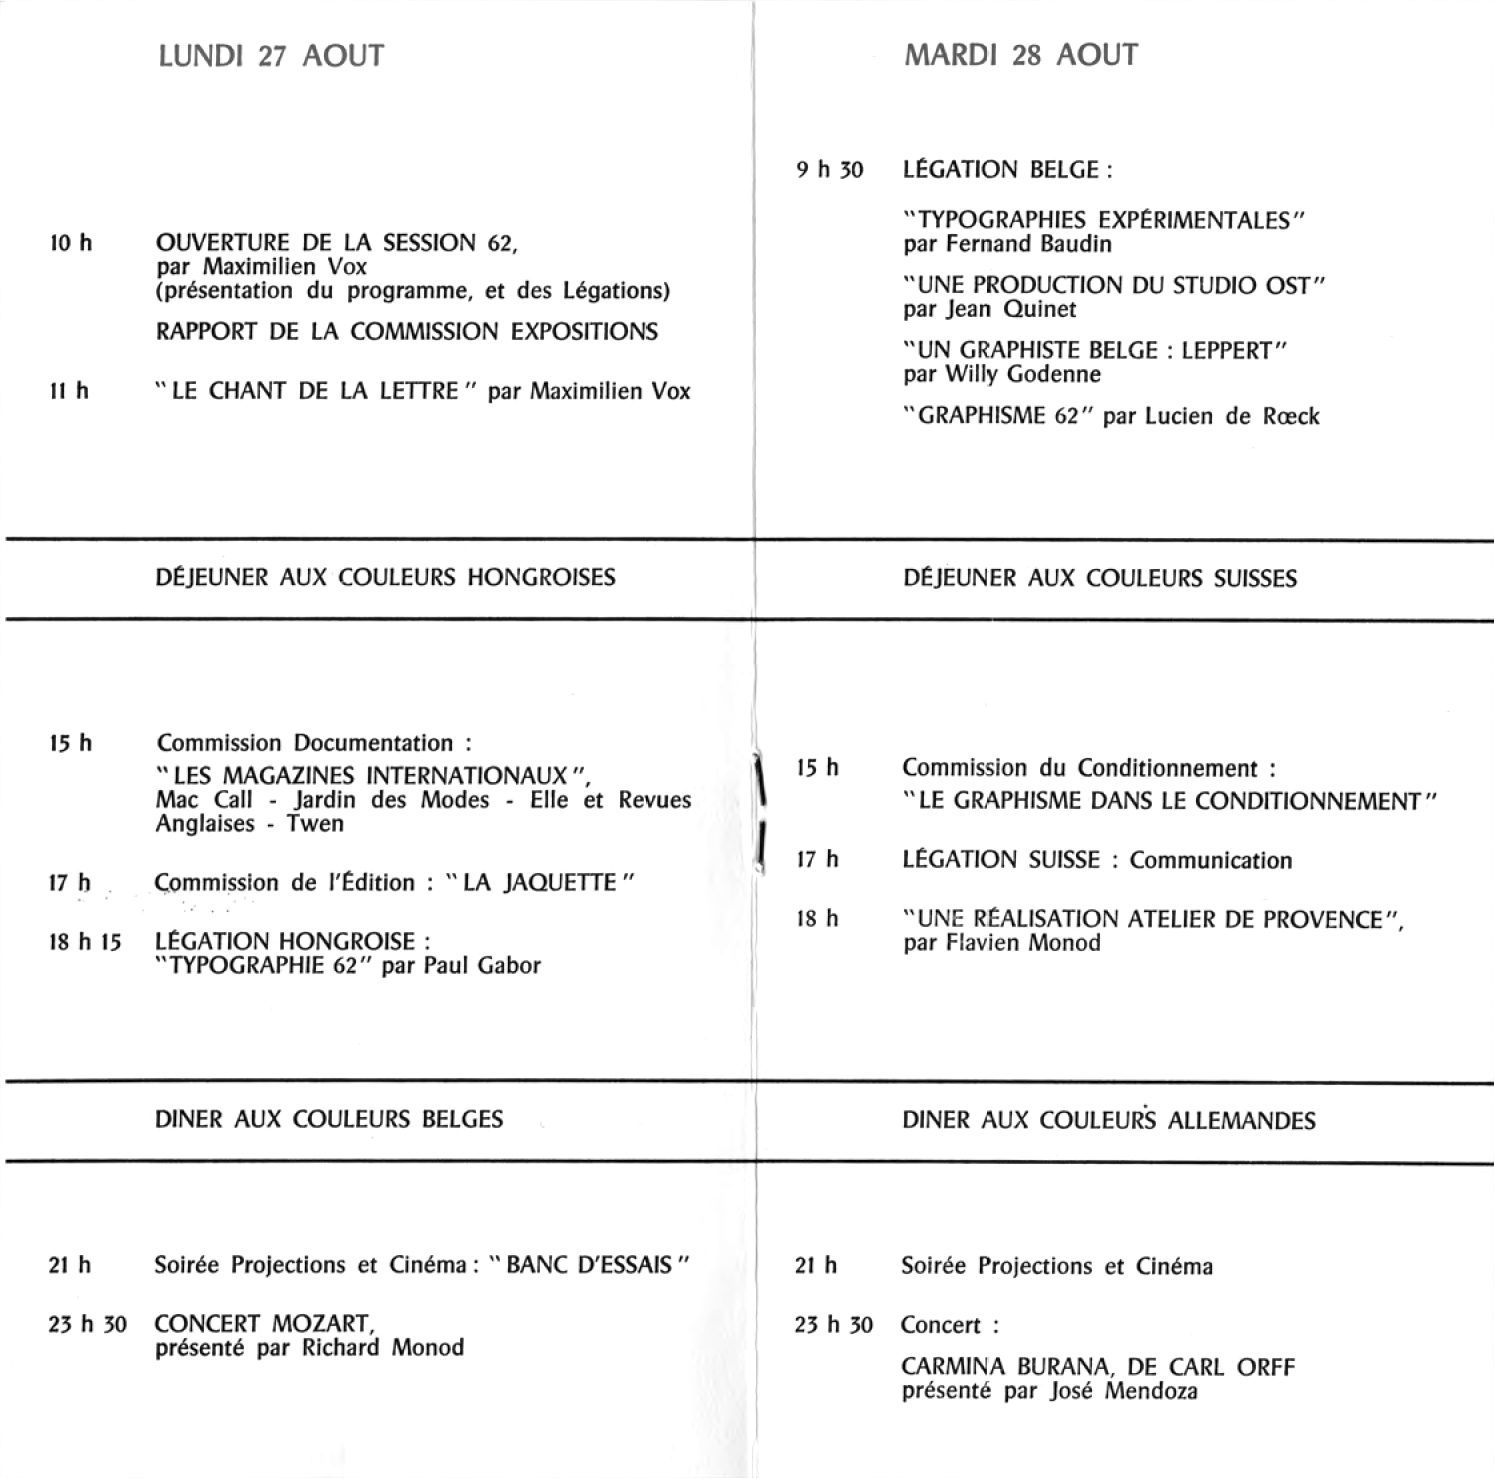 LUNDI 27 AOUT
10 h OUVERTURE DE LA SESSION 62,
par Maximilien Vox
(présentation du programme, et des Légations)
RAPPORT DE LA COMMISSION EXPOSITIONS
11 h "LE CHANT DE LA LETTRE" par Maximilien Vox
DÉJEUNER AUX COULEURS HONGROISES
15 h Commission Documentation :
"LES MAGAZINES INTERNATIONAUX",
Mac Call - Jardin des Modes - Elle et Revues
Anglaises - Twen
17 h Commission de l'Édition : "LA JAQUETTE"
18 h 15 LÉGATION HONGROISE :
"TYPOGRAPHIE 62" par Paul Gabor
DINER AUX COULEURS BELGES
21 h Soirée Projections et Cinéma : "BANC D'ESSAIS"
23 h 30 CONCERT MOZART,
présenté par Richard Monod
MARDI 28 AOUT
9 h 30 LÉGATION BELGE :
"TYPOGRAPHIES EXPÉRIMENTALES"
par Fernand Baudin
"UNE PRODUCTION DU STUDIO OST"
par Jean Quinet
"UN GRAPHISTE BELGE : LEPPERT"
par Willy Godenne
"GRAPHISME 62" par Lucien de Rœck
DÉJEUNER AUX COULEURS SUISSES
15 h Commission du Conditionnement :
"LE GRAPHISME DANS LE CONDITIONNEMENT"
17 h LÉGATION SUISSE : Communication
18 h "UNE RÉALISATION ATELIER DE PROVENCE",
par Flavien Monod
DINER AUX COULEURS ALLEMANDES
21 h Soirée Projections et Cinéma
23 h 30 Concert :
CARMINA BURANA, DE CARL ORFF
présenté par José Mendoza